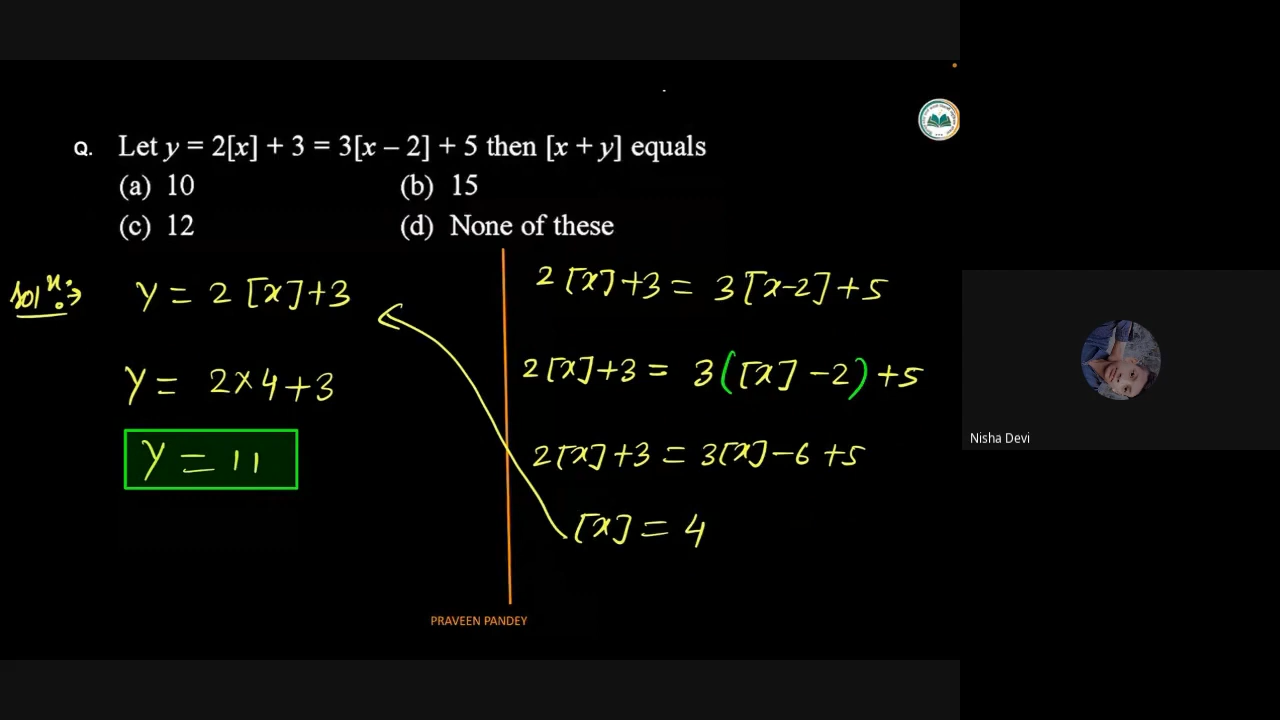 Q. Let y = 2[x] + 3 = 3[x – 2] + 5 then [x + y] equals
(a) 10 (b) 15
(c) 12 (d) None of these
Solⁿ:→ y = 2 [x]+3
y = 2×4+3
y = 11
2[x]+3 = 3[x-2]+5
2[x]+3 = 3([x] -2) +5
2[x]+3 = 3[x]-6 +5
[x] = 4
PRAVEEN PANDEY
Nisha Devi